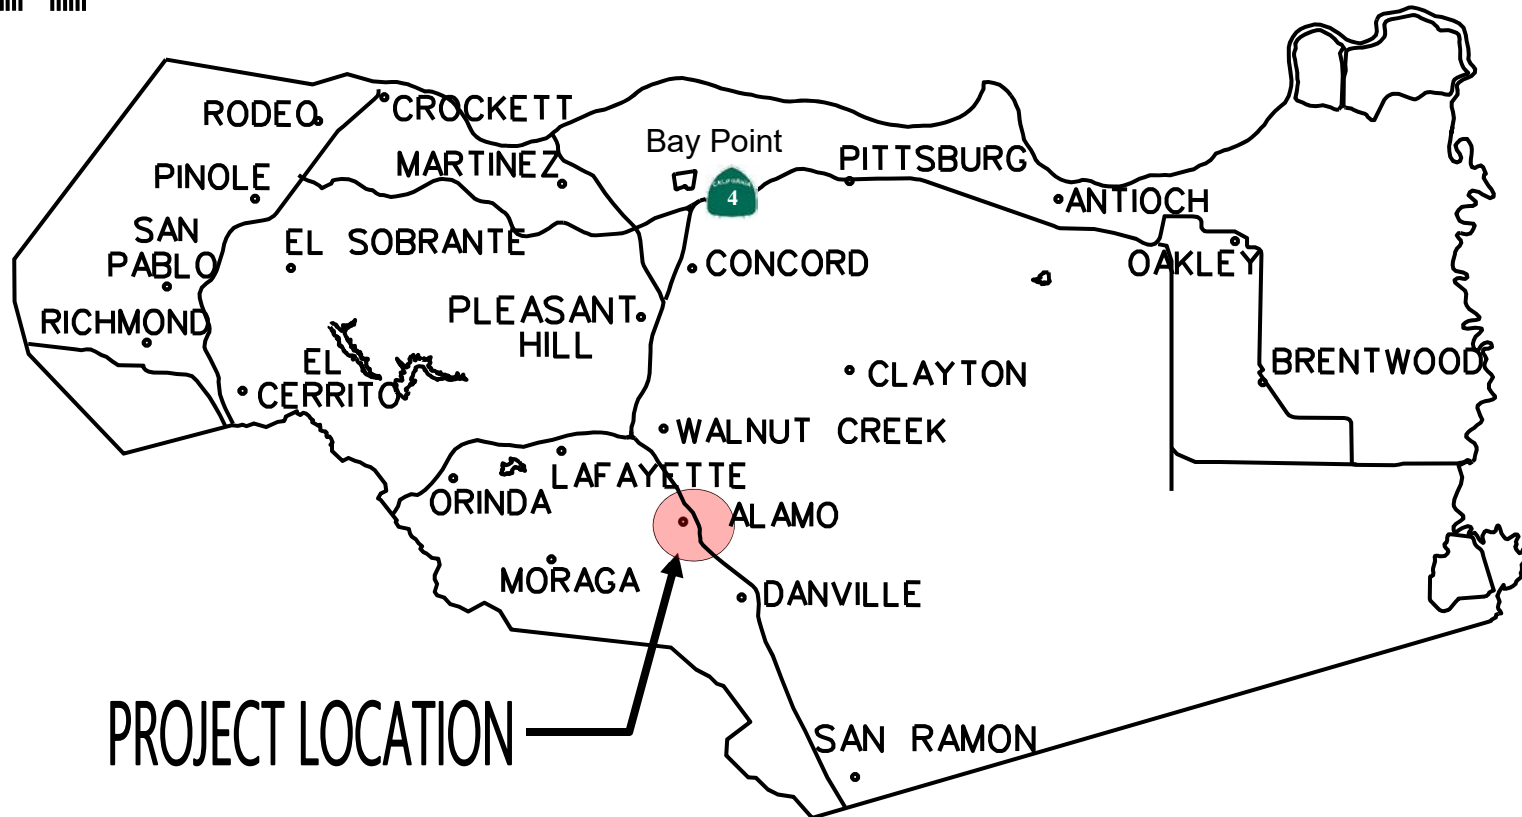 RODEO
CROCKETT
Bay Point
MARTINEZ
PITTSBURG
PINOLE
CALIFORNIA
4
ANTIOCH
SAN
PABLO
EL SOBRANTE
CONCORD
OAKLEY
PLEASANT
HILL
RICHMOND
EL
CERRITO
CLAYTON
BRENTWOOD
WALNUT CREEK
LAFAYETTE
ORINDA
ALAMO
MORAGA
DANVILLE
PROJECT LOCATION
SAN RAMON